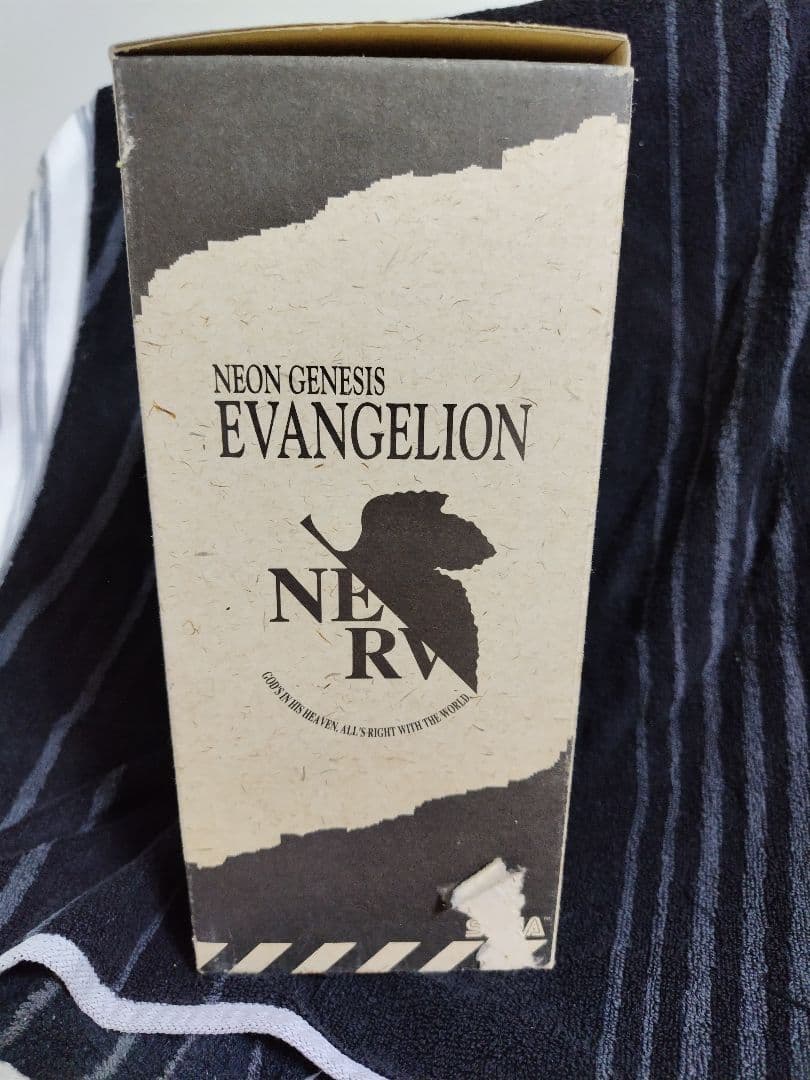 NEON GENESIS
EVANGELION
NE
RV
GOD'S IN HIS HEAVEN, ALL'S RIGHT WITH THE WORLD.